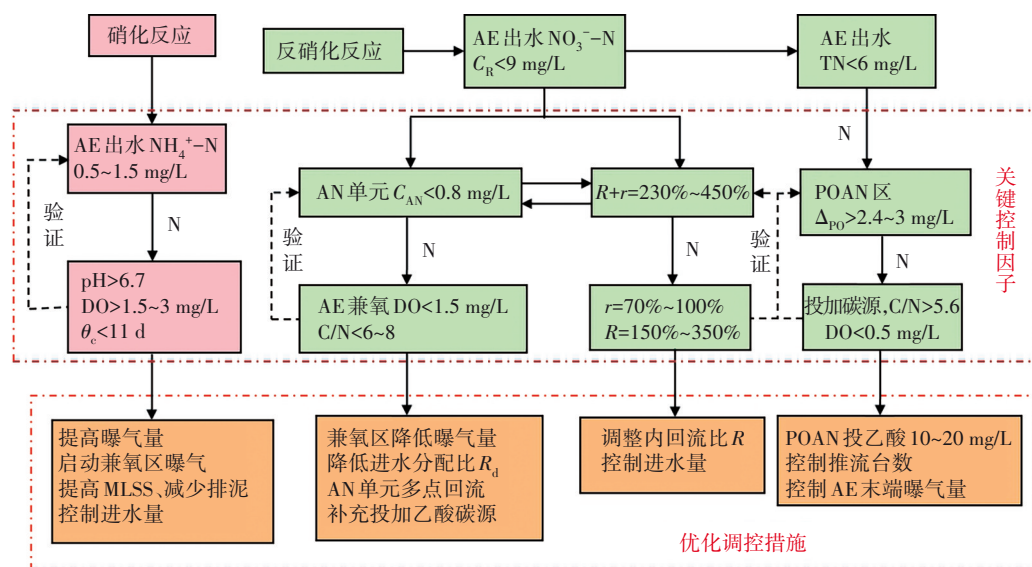 硝化反应
反硝化反应
AE 出水 NO₃⁻–N
C_R<9 mg/L
AE 出水
TN<6 mg/L
AE 出水 NH₄⁺–N
0.5~1.5 mg/L
N
验证
pH>6.7
DO>1.5~3 mg/L
θ_c<11 d
AN 单元 C_AN<0.8 mg/L
N
验证
AE 兼氧 DO<1.5 mg/L
C/N<6~8
R+r=230%~450%
N
r=70%~100%
R=150%~350%
N
POAN 区
Δ_PO>2.4~3 mg/L
验证
N
投加碳源,C/N>5.6
DO<0.5 mg/L
关键控制因子
提高曝气量
启动兼氧区曝气
提高 MLSS、减少排泥
控制进水量
兼氧区降低曝气量
降低进水分配比 R_d
AN 单元多点回流
补充投加乙酸碳源
调整内回流比 R
控制进水量
POAN 投乙酸 10~20 mg/L
控制推流台数
控制 AE 末端曝气量
优化调控措施